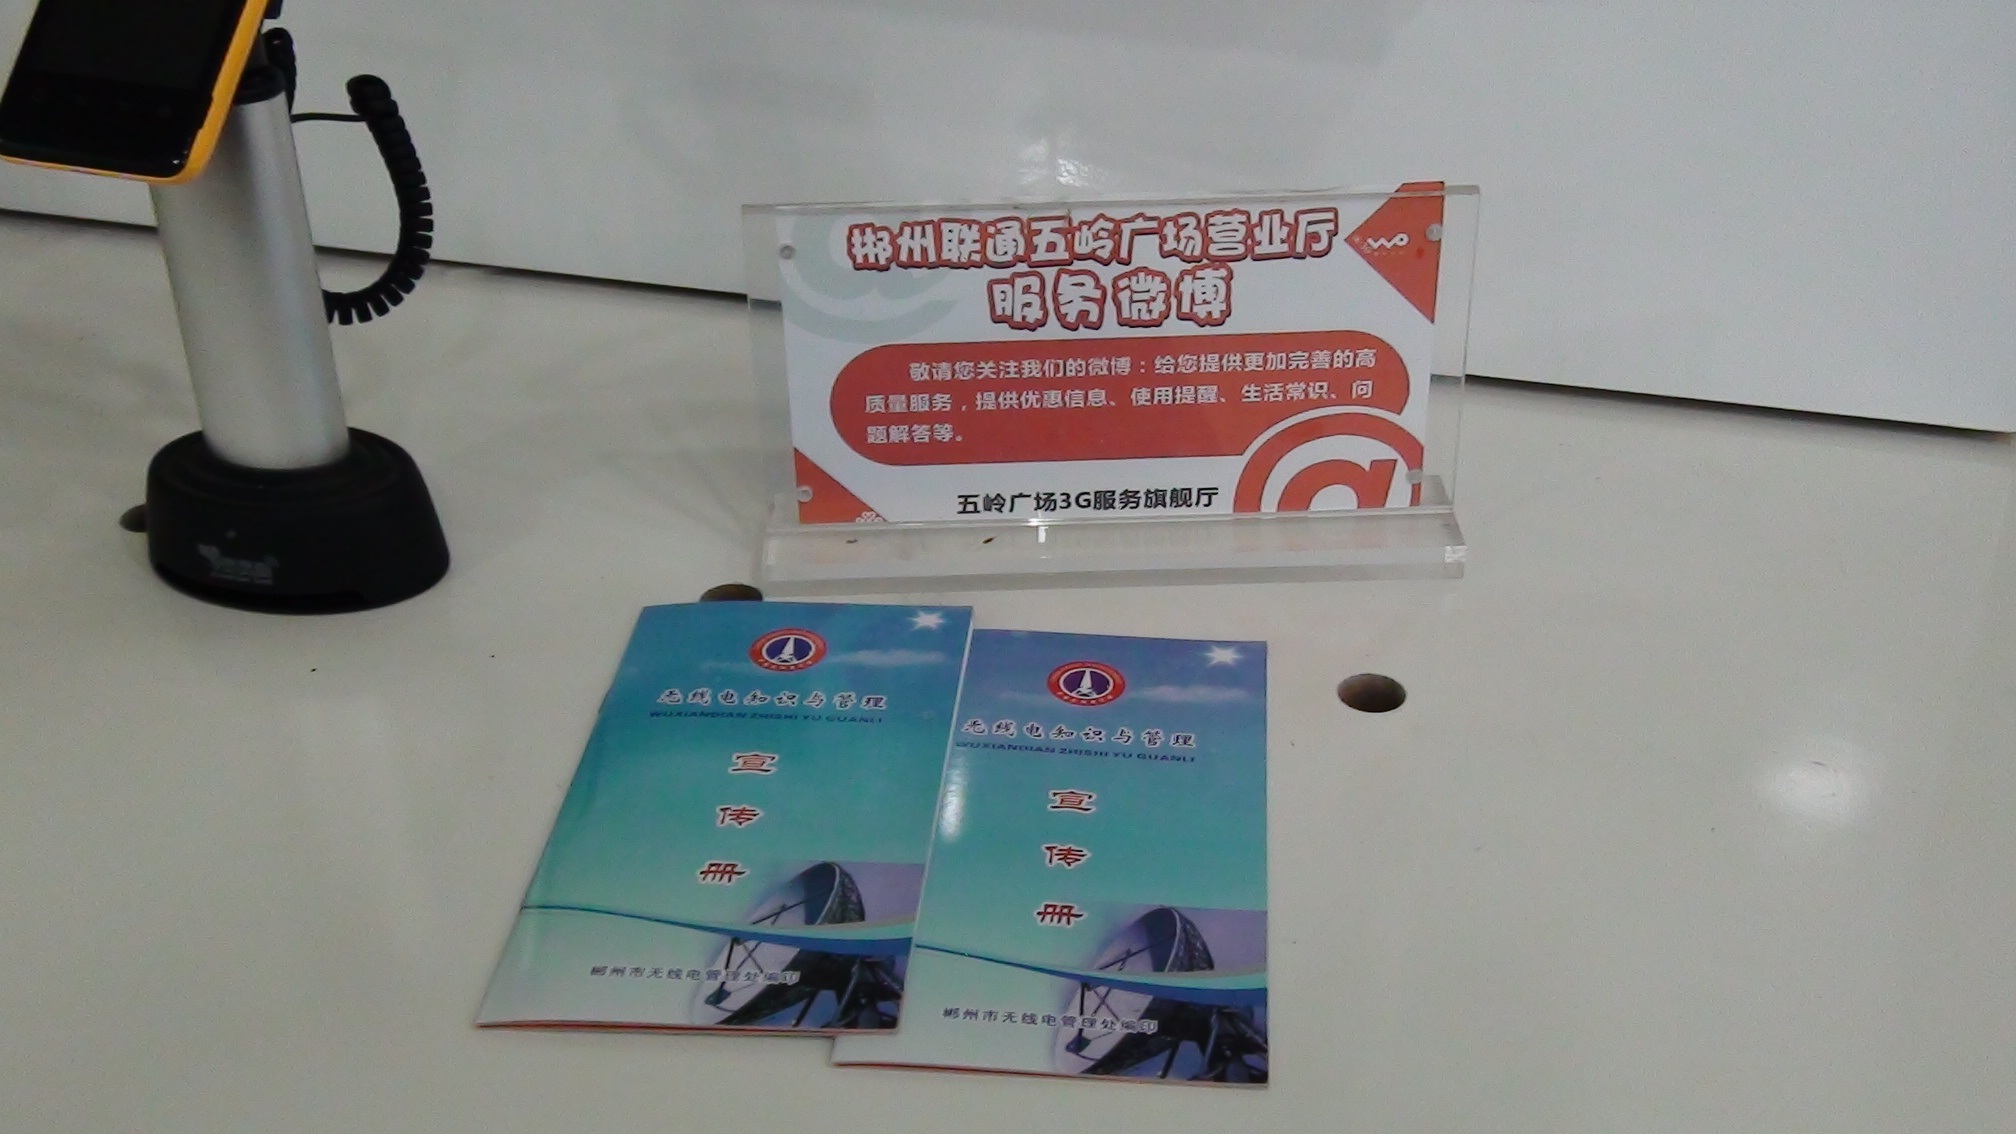 郴州联通五岭广场营业厅
服务微博
wo
敬请您关注我们的微博：给您提供更加完善的高
质量服务，提供优惠信息、使用提醒、生活常识、问
题解答等。
五岭广场3G服务旗舰厅
@
无线电知识与管理
WUXIANDIAN ZHISHI YU GUANLI
宣
传
册
郴州市无线电管理处编印
无线电知识与管理
WUXIANDIAN ZHISHI YU GUANLI
宣
传
册
郴州市无线电管理处编印